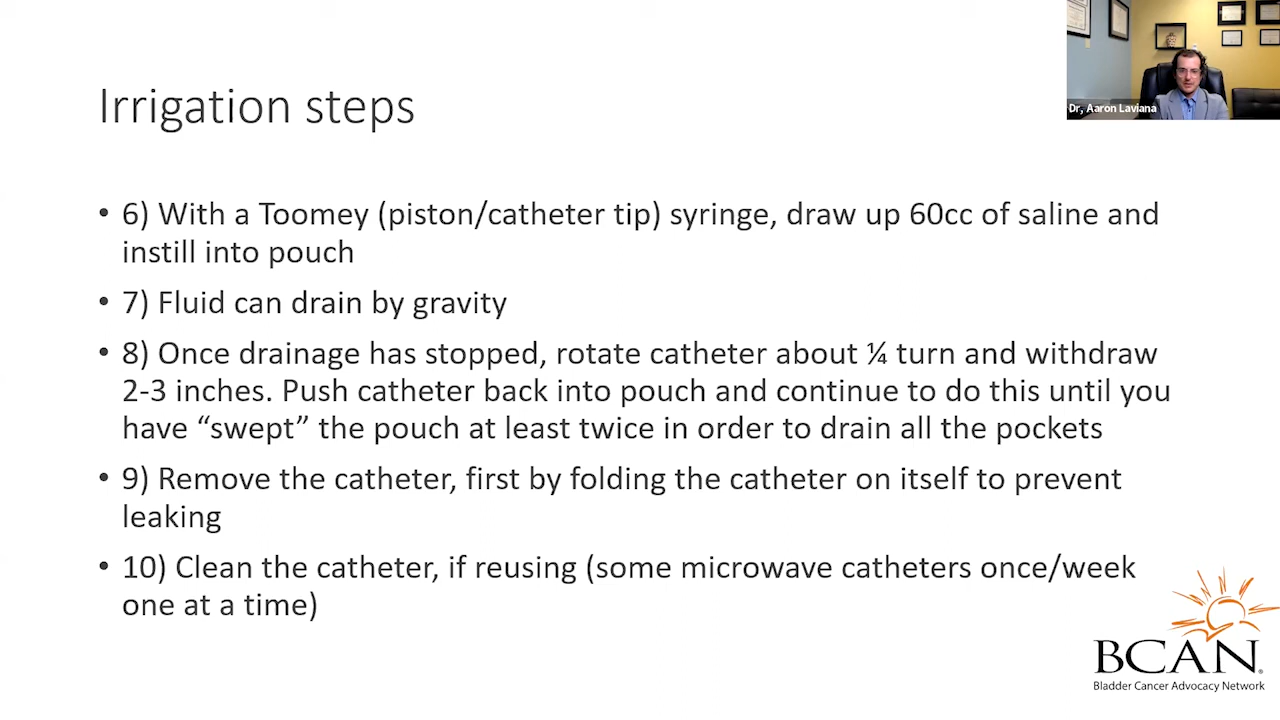 Irrigation steps
Dr, Aaron Laviana
• 6) With a Toomey (piston/catheter tip) syringe, draw up 60cc of saline and
instill into pouch
• 7) Fluid can drain by gravity
• 8) Once drainage has stopped, rotate catheter about ¼ turn and withdraw
2-3 inches. Push catheter back into pouch and continue to do this until you
have “swept” the pouch at least twice in order to drain all the pockets
• 9) Remove the catheter, first by folding the catheter on itself to prevent
leaking
• 10) Clean the catheter, if reusing (some microwave catheters once/week
one at a time)
BCAN®
Bladder Cancer Advocacy Network